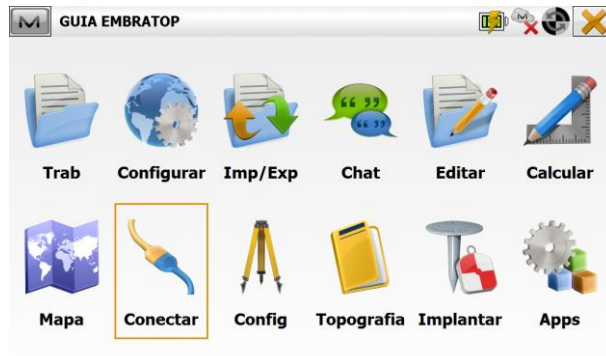 GUIA EMBRATOP
Trab Configurar Imp/Exp Chat Editar Calcular
Mapa Conectar Config Topografia Implantar Apps